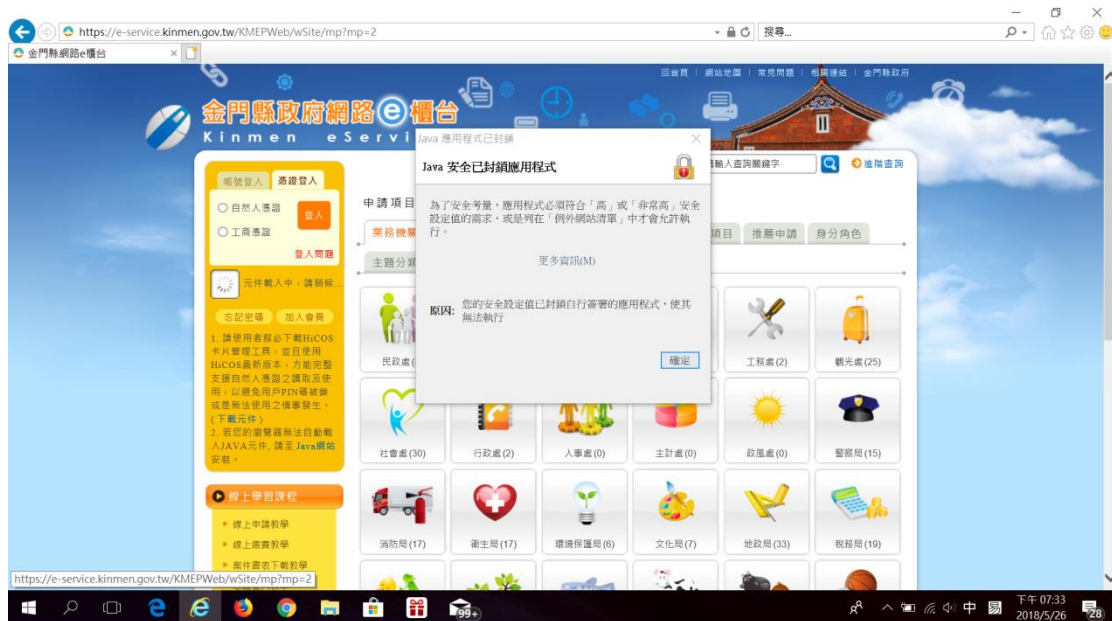 https://e-service.kinmen.gov.tw/KMEPWeb/wSite/mp?mp=2
搜尋...
金門縣網路e櫃台
回首頁 | 網站地圖 | 常見問題 | 相關連結 | 金門縣政府
金門縣政府網路e櫃台
Kinmen eServi
Java 應用程式已封鎖
Java 安全已封鎖應用程式
為了安全考量，應用程式必須符合「高」或「非常高」安全
設定值的需求，或是列在「例外網站清單」中才會允許執
行。
更多資訊(M)
原因: 您的安全設定值已封鎖自行簽署的應用程式，使其
無法執行
確定
輸入查詢關鍵字
進階查詢
帳號登入 憑證登入
自然人憑證
登入
工商憑證
登入問題
元件載入中，請稍候...
忘記密碼 加入會員
1. 請使用者務必下載HiCOS
卡片管理工具，並且使用
HiCOS最新版本，方能完整
支援自然人憑證之讀取及使
用，以避免用戶PIN碼被鎖
或是無法使用之情事發生。
(下載元件)
2. 若您的瀏覽器無法自動載
入JAVA元件, 請至 Java網站
安裝。
線上學習課程
線上申請教學
線上繳費教學
案件書表下載教學
申請項目
業務機關
項目 推薦申請 身分角色
主題分類
民政處(
工務處(2)
觀光處(25)
社會處(30)
行政處(2)
人事處(0)
主計處(0)
政風處(0)
警察局(15)
消防局(17)
衛生局(17)
環境保護局(6)
文化局(7)
地政局(33)
稅務局(19)
https://e-service.kinmen.gov.tw/KMEPWeb/wSite/mp?mp=2
99+
中
下午 07:33
2018/5/26
28